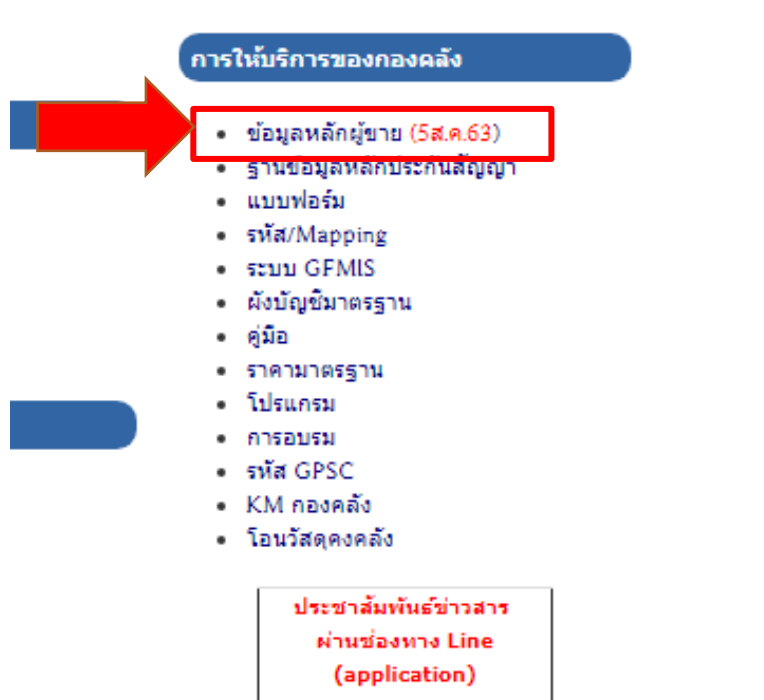 การให้บริการของกองคลัง
ข้อมูลหลักผู้ขาย (5ส.ค.63)
ฐานข้อมูลหลักประกันสัญญา
แบบฟอร์ม
รหัส/Mapping
ระบบ GFMIS
ผังบัญชีมาตรฐาน
คู่มือ
ราคามาตรฐาน
โปรแกรม
การอบรม
รหัส GPSC
KM กองคลัง
โอนวัสดุคงคลัง
ประชาสัมพันธ์ข่าวสาร
ผ่านช่องทาง Line
(application)